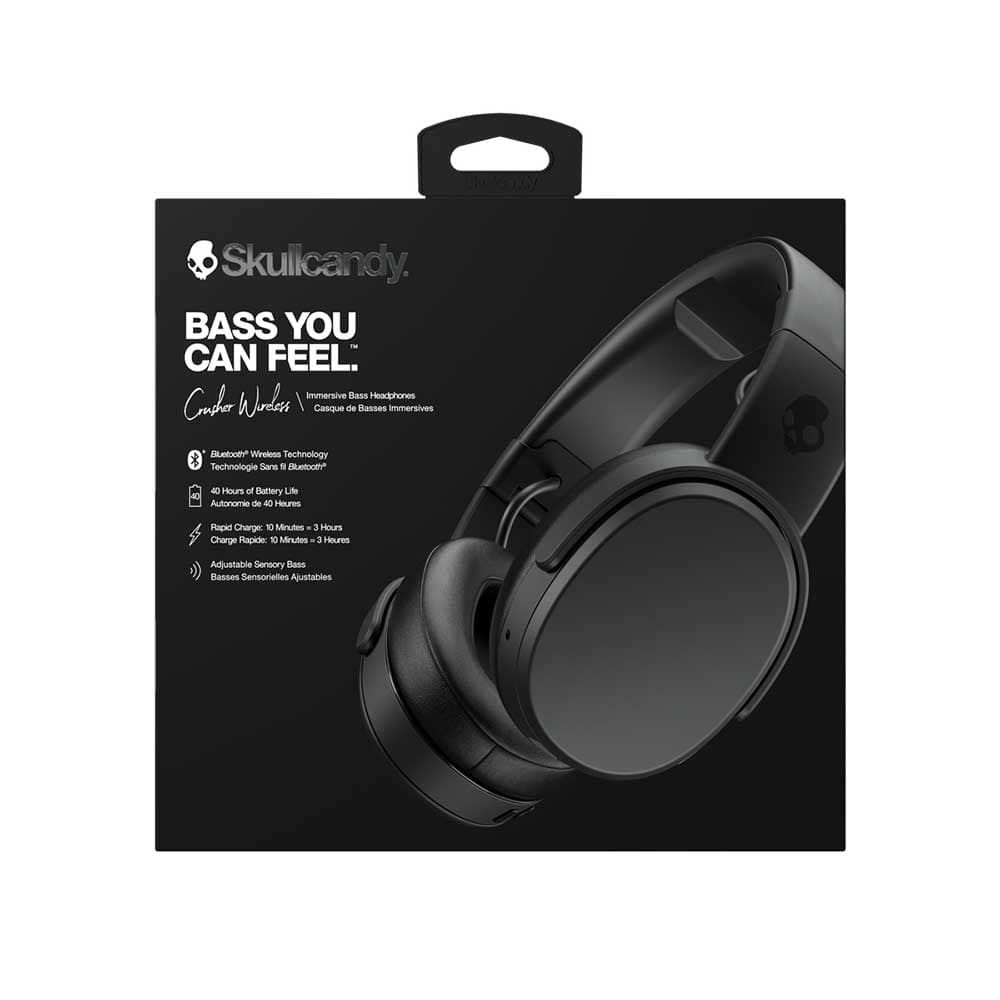 Skullcandy
Skullcandy.
BASS YOU
CAN FEEL.™
Crusher Wireless \ Immersive Bass Headphones
Casque de Basses Immersives
Bluetooth® Wireless Technology
Technologie Sans fil Bluetooth®
40
40 Hours of Battery Life
Autonomie de 40 Heures
Rapid Charge: 10 Minutes = 3 Hours
Charge Rapide: 10 Minutes = 3 Heures
Adjustable Sensory Bass
Basses Sensorielles Ajustables